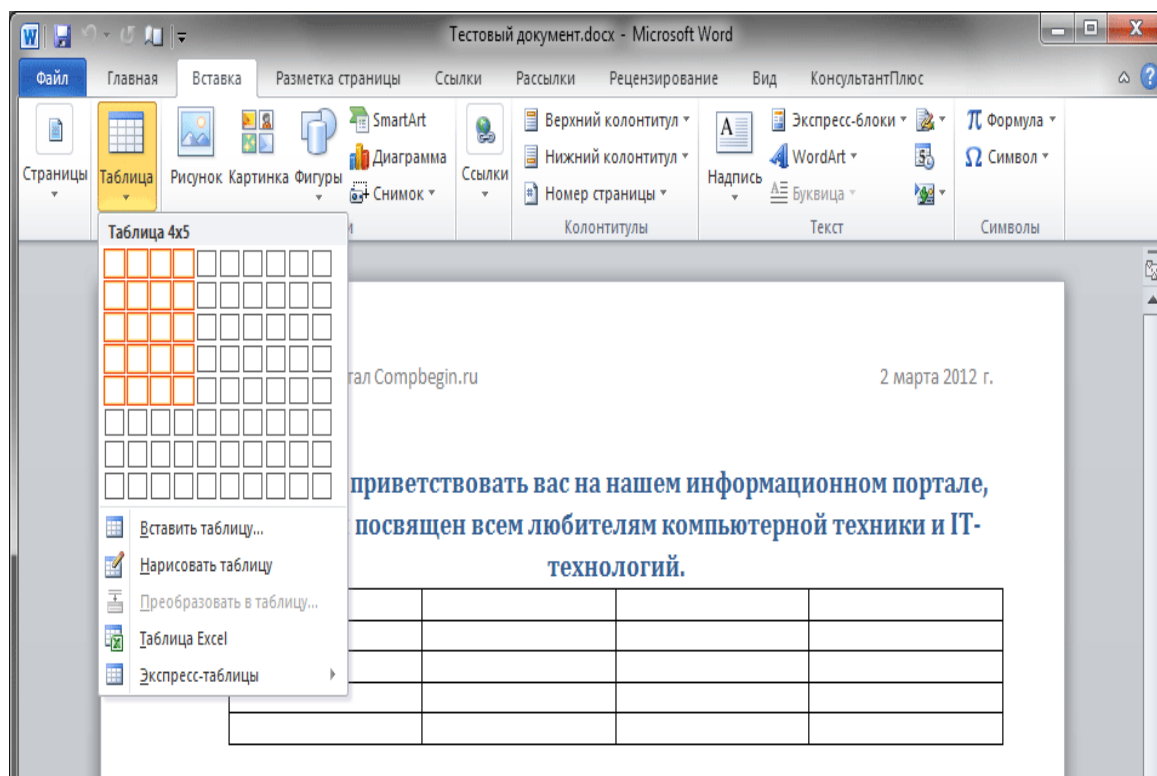 Тестовый документ.docx - Microsoft Word
Файл Главная Вставка Разметка страницы Ссылки Рассылки Рецензирование Вид КонсультантПлюс
Страницы
Таблица
Рисунок Картинка Фигуры
SmartArt
Диаграмма
Снимок
Ссылки
Верхний колонтитул
Нижний колонтитул
Номер страницы
Колонтитулы
Надпись
Экспресс-блоки
WordArt
Буквица
Текст
Формула
Символ
Символы
Таблица 4x5
Вставить таблицу...
Нарисовать таблицу
Преобразовать в таблицу...
Таблица Excel
Экспресс-таблицы
тал Compbegin.ru 2 марта 2012 г.
приветствовать вас на нашем информационном портале,
посвящен всем любителям компьютерной техники и IT-
технологий.